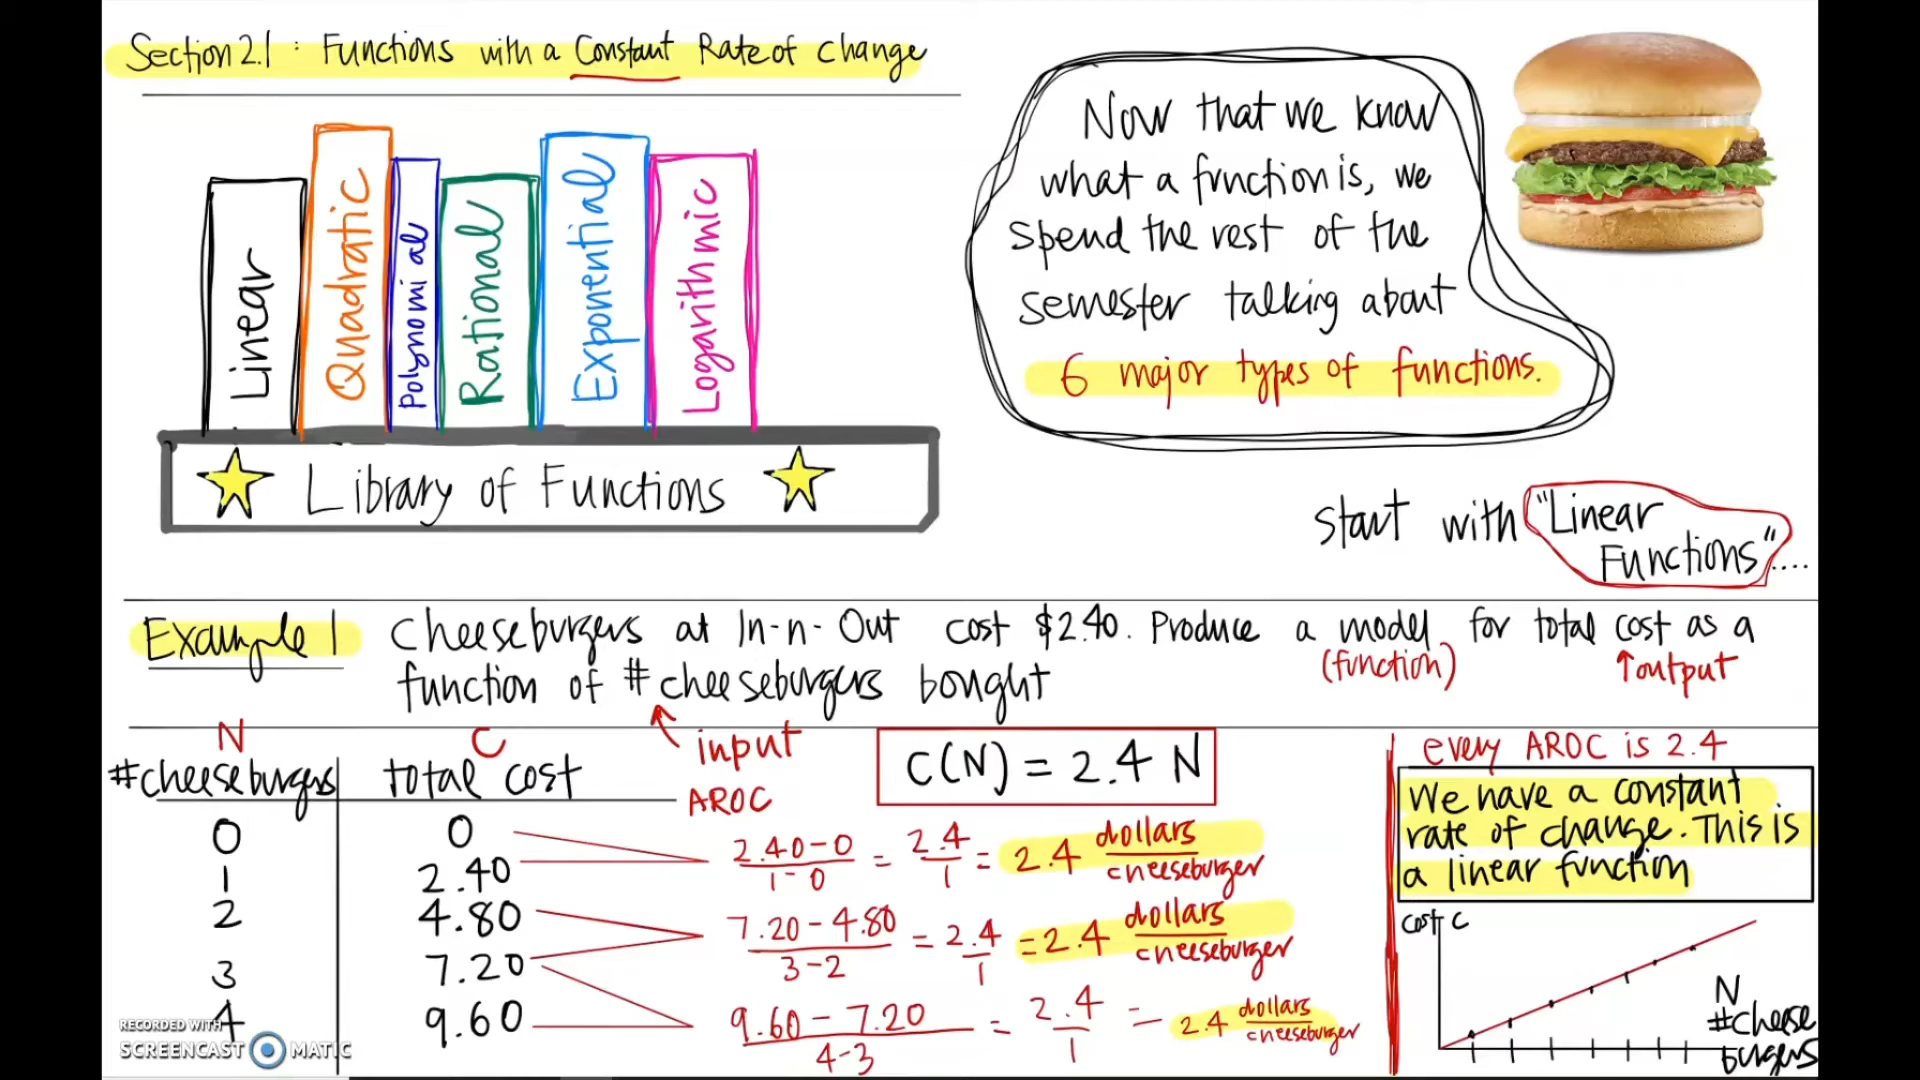 Section 2.1 : Functions with a Constant Rate of change
Linear
Quadratic
Polynomial
Rational
Exponential
Logarithmic
Library of Functions
Now that we know
what a function is, we
spend the rest of the
semester talking about
6 major types of functions.
start with "Linear
Functions"....
Example 1 Cheeseburgers at In-n-Out cost $2.40. Produce a model for total cost as a
(function) ↑output
function of #cheeseburgers bought
input
N C
#cheeseburgers total cost AROC
C(N) = 2.4 N
0 0
1 2.40
2 4.80
3 7.20
4 9.60
2.40-0 / 1-0 = 2.4 / 1 = 2.4 dollars / cheeseburger
7.20-4.80 / 3-2 = 2.4 / 1 = 2.4 dollars / cheeseburger
9.60-7.20 / 4-3 = 2.4 / 1 = 2.4 dollars / cheeseburger
every AROC is 2.4
We have a constant
rate of change. This is
a linear function
cost C
N
#cheese
burgers
RECORDED WITH
SCREENCAST MATIC